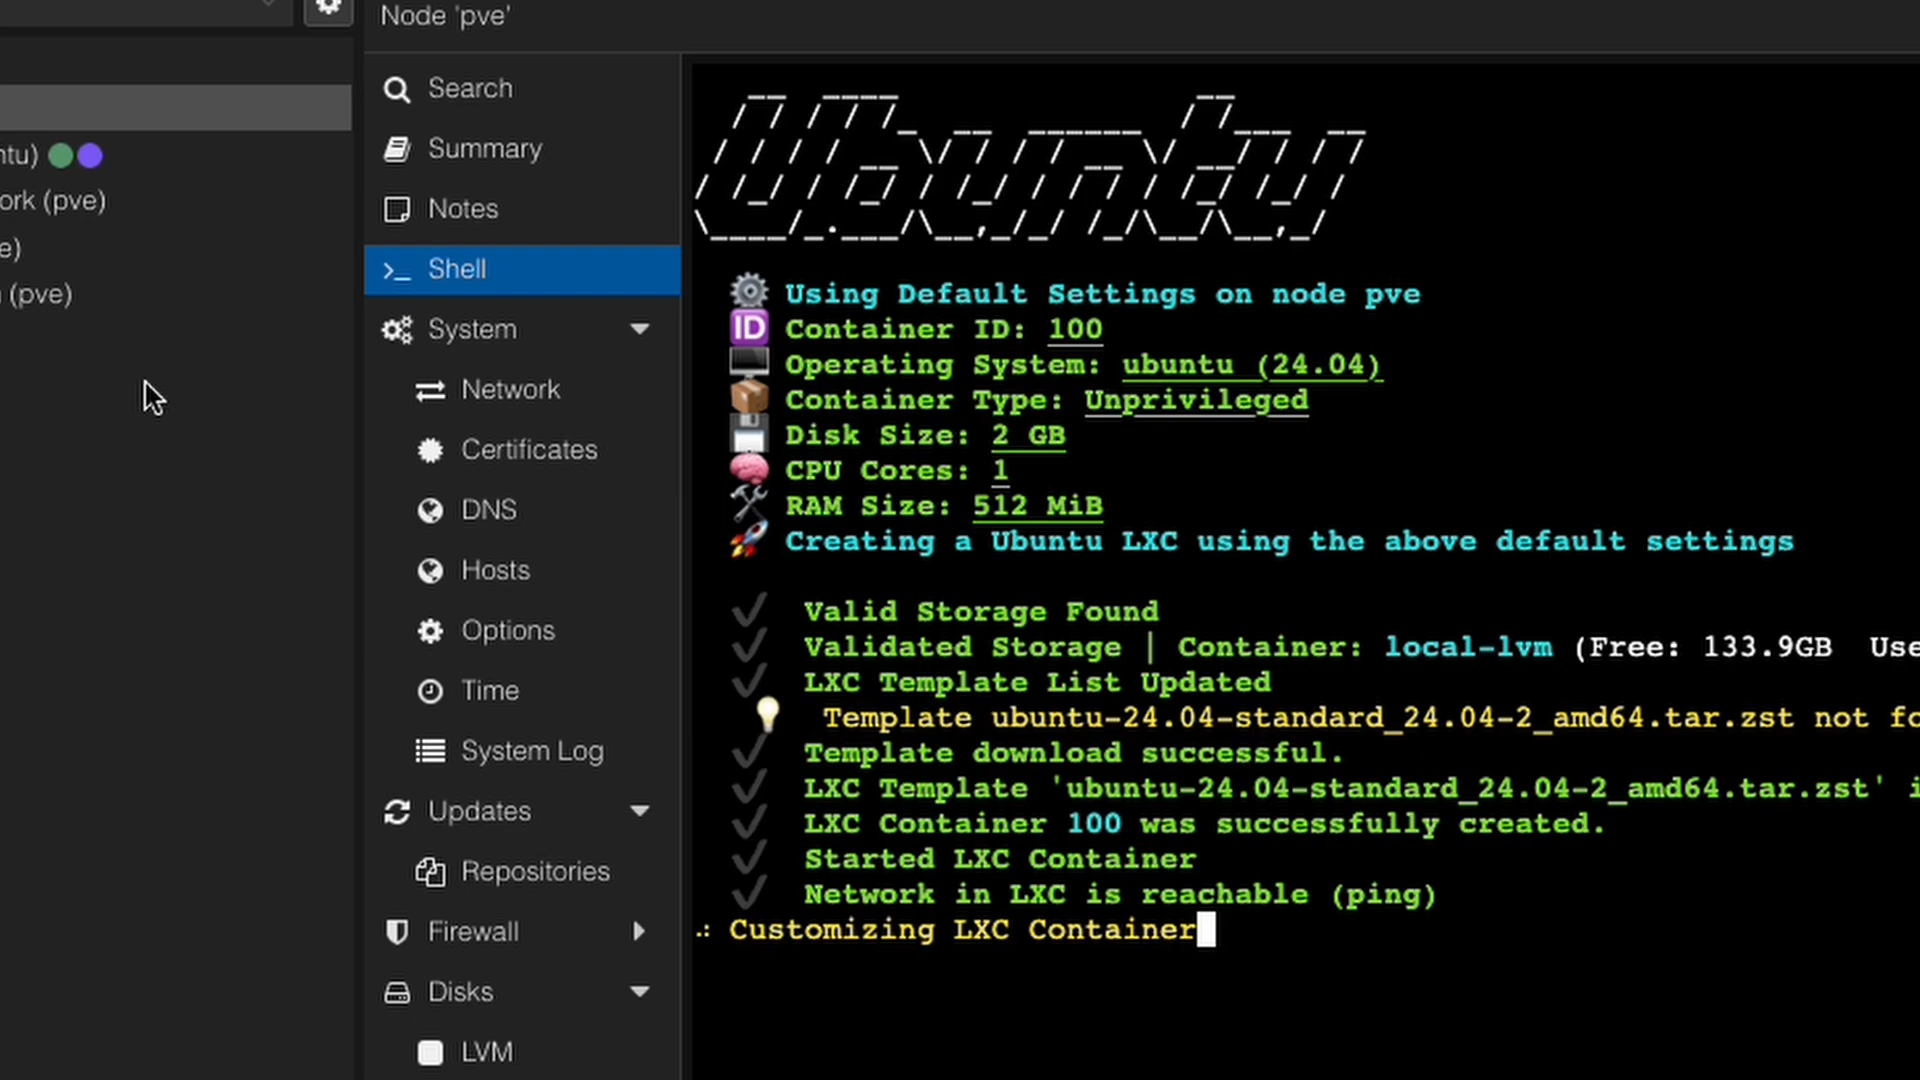 Node 'pve'
ntu)
ork (pve)
e)
(pve)
Search
Summary
Notes
>_ Shell
System
Network
Certificates
DNS
Hosts
Options
Time
System Log
Updates
Repositories
Firewall
Disks
LVM
Ubuntu
Using Default Settings on node pve
ID Container ID: 100
Operating System: ubuntu (24.04)
Container Type: Unprivileged
Disk Size: 2 GB
CPU Cores: 1
RAM Size: 512 MiB
Creating a Ubuntu LXC using the above default settings
Valid Storage Found
Validated Storage | Container: local-lvm (Free: 133.9GB Use
LXC Template List Updated
Template ubuntu-24.04-standard_24.04-2_amd64.tar.zst not fo
Template download successful.
LXC Template 'ubuntu-24.04-standard_24.04-2_amd64.tar.zst' i
LXC Container 100 was successfully created.
Started LXC Container
Network in LXC is reachable (ping)
Customizing LXC Container